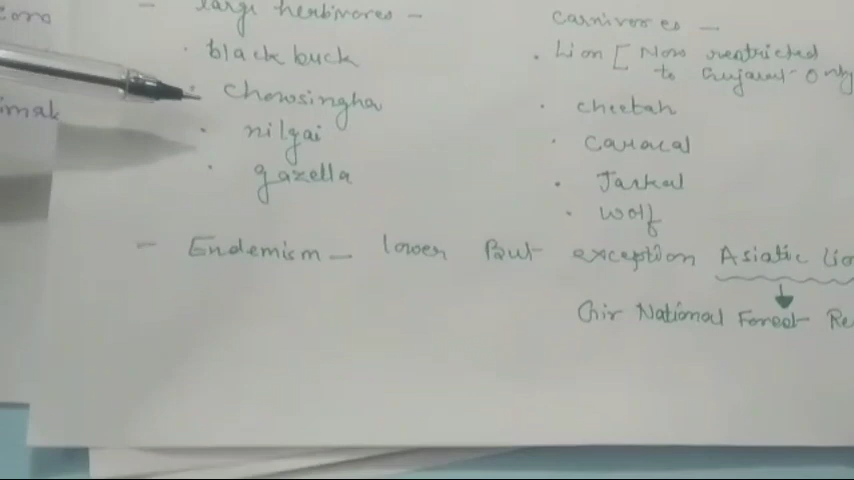 - large herbivores -
· black buck
· chowsingha
· nilgai
· gazella
carnivores -
· Lion [ Now restricted
to Gujarat Only
· cheetah
· caracal
· Jackal
· wolf
- Endemism - lower But exception Asiatic Lio
Gir National Forest Re